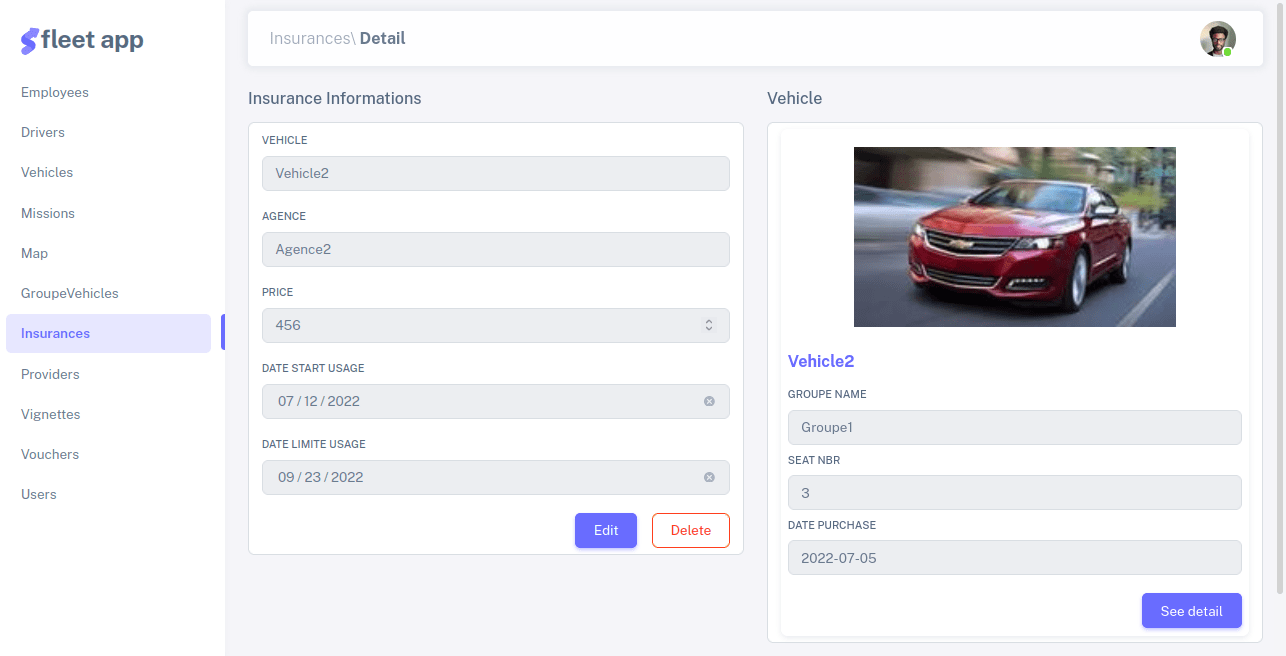 fleet app
Employees
Drivers
Vehicles
Missions
Map
GroupeVehicles
Insurances
Providers
Vignettes
Vouchers
Users
Insurances\ Detail
Insurance Informations
VEHICLE
Vehicle2
AGENCE
Agence2
PRICE
456
DATE START USAGE
07 / 12 / 2022
DATE LIMITE USAGE
09 / 23 / 2022
Edit
Delete
Vehicle
Vehicle2
GROUPE NAME
Groupe1
SEAT NBR
3
DATE PURCHASE
2022-07-05
See detail